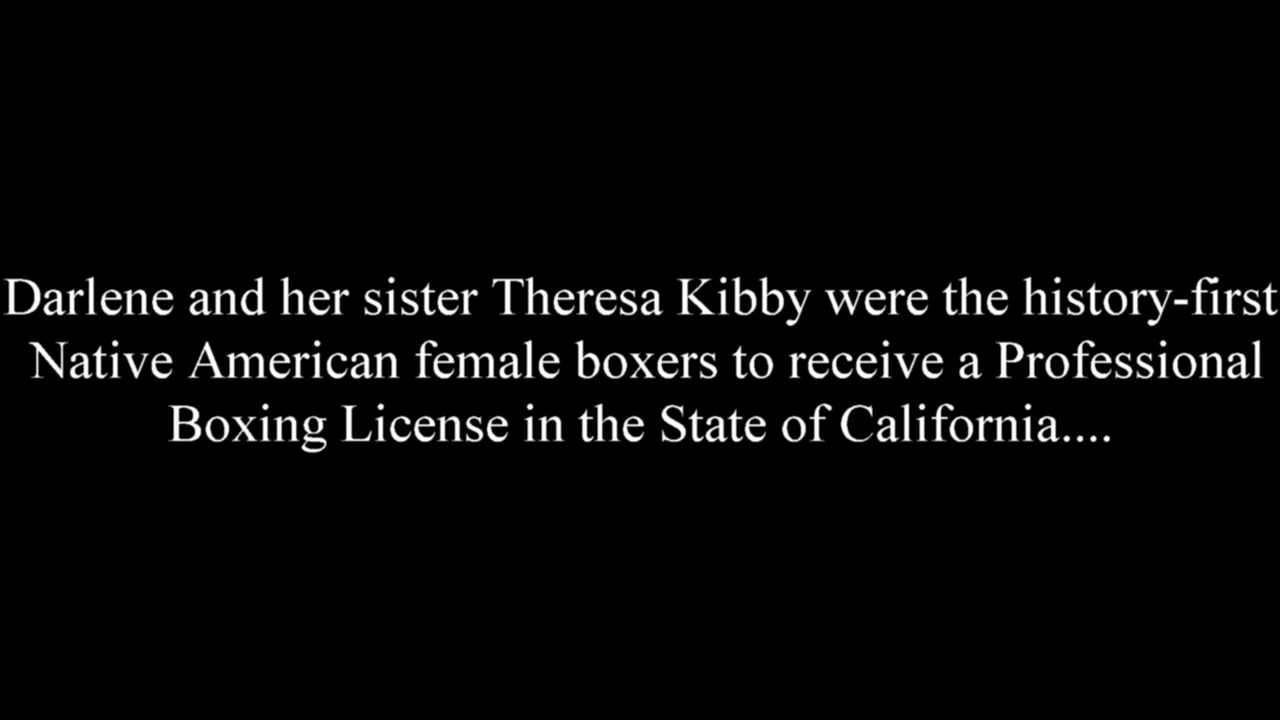 Darlene and her sister Theresa Kibby were the history-first
Native American female boxers to receive a Professional
Boxing License in the State of California....